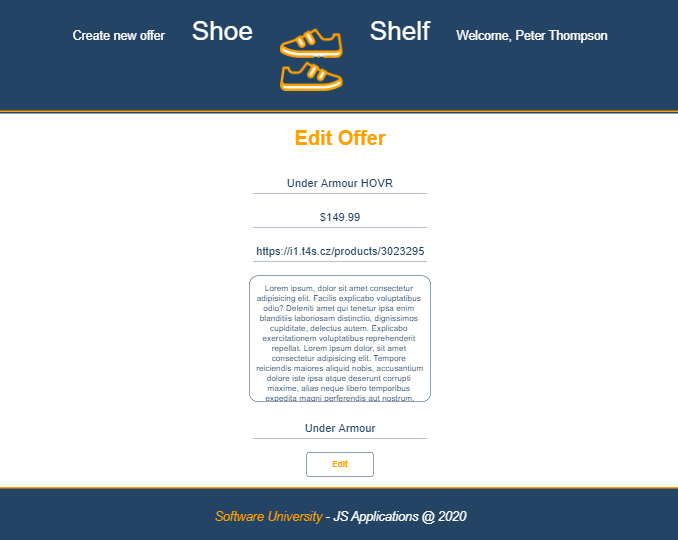 Create new offer Shoe Shelf Welcome, Peter Thompson
Edit Offer
Under Armour HOVR
$149.99
https://i1.t4s.cz/products/3023295
Lorem ipsum, dolor sit amet consectetur
adipisicing elit. Facilis explicabo voluptatibus
odio? Deleniti amet qui tenetur ipsa enim
blanditiis laboriosam distinctio, dignissimos
cupiditate, delectus autem. Explicabo
exercitationem voluptatibus reprehenderit
repellat. Lorem ipsum dolor, sit amet
consectetur adipisicing elit. Tempore
reiciendis maiores aliquid nobis, accusantium
dolore iste ipsa atque deserunt corrupti
maxime, alias neque libero temporibus
expedita magni perferendis aut nostrum,
Under Armour
Edit
Software University - JS Applications @ 2020